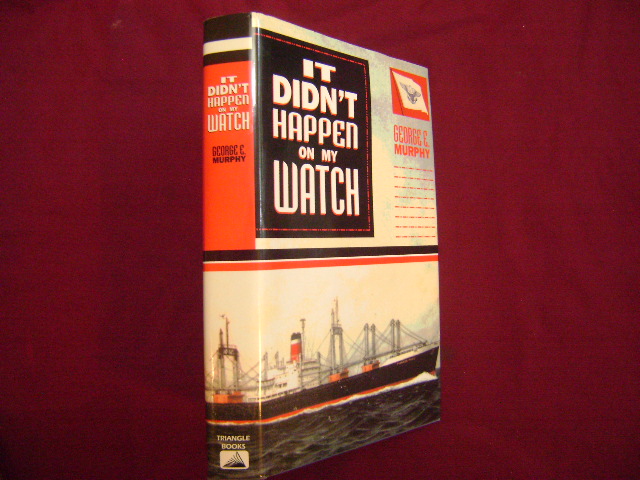 IT
DIDN'T
HAPPEN
ON MY
WATCH
GEORGE E.
MURPHY
TRIANGLE
BOOKS
IT
DIDN'T
HAPPEN
ON MY
WATCH
GEORGE E.
MURPHY